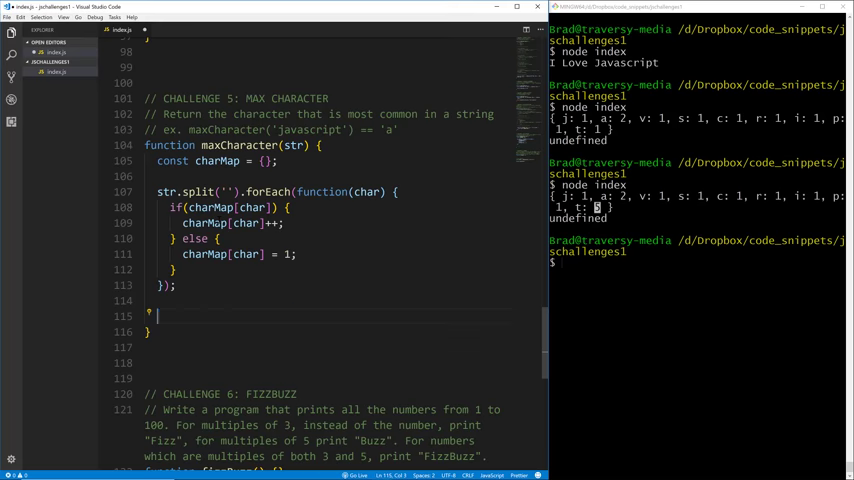 index.js - jschallenges1 - Visual Studio Code
File Edit Selection View Go Debug Tasks Help
EXPLORER
OPEN EDITORS
index.js
JSCHALLENGES1
index.js
index.js
97 }
98
99
100
101 // CHALLENGE 5: MAX CHARACTER
102 // Return the character that is most common in a string
103 // ex. maxCharacter('javascript') == 'a'
104 function maxCharacter(str) {
105 const charMap = {};
106
107 str.split('').forEach(function(char) {
108 if(charMap[char]) {
109 charMap[char]++;
110 } else {
111 charMap[char] = 1;
112 }
113 });
114
115
116 }
117
118
119
120 // CHALLENGE 6: FIZZBUZZ
121 // Write a program that prints all the numbers from 1 to
100. For multiples of 3, instead of the number, print
"Fizz", for multiples of 5 print "Buzz". For numbers
which are multiples of both 3 and 5, print "FizzBuzz".
function fizzBuzz() {}
0 0
Go Live Ln 115, Col 3 Spaces: 2 UTF-8 CRLF JavaScript Prettier
MINGW64:/d/Dropbox/code_snippets/jschallenges1
Brad@traversy-media /d/Dropbox/code_snippets/j
schallenges1
$ node index
I Love Javascript
Brad@traversy-media /d/Dropbox/code_snippets/j
schallenges1
$ node index
{ j: 1, a: 2, v: 1, s: 1, c: 1, r: 1, i: 1, p:
1, t: 1 }
undefined
Brad@traversy-media /d/Dropbox/code_snippets/j
schallenges1
$ node index
{ j: 1, a: 2, v: 1, s: 1, c: 1, r: 1, i: 1, p:
1, t: 5 }
undefined
Brad@traversy-media /d/Dropbox/code_snippets/j
schallenges1
$